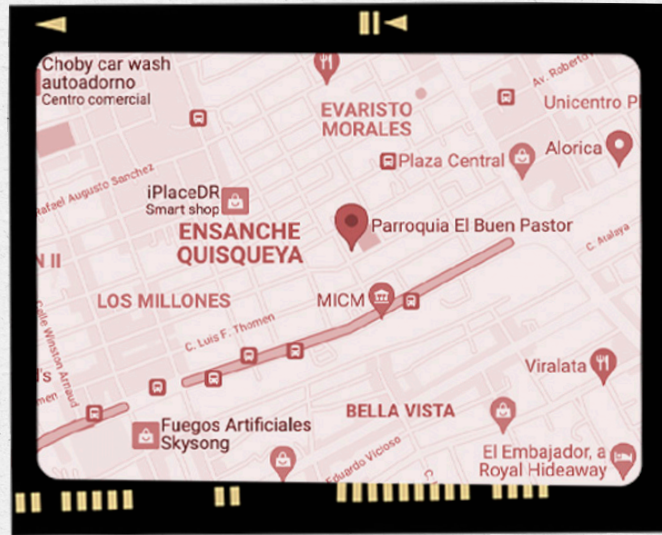 Choby car wash
autoadorno
Centro comercial
EVARISTO
MORALES
Av. Roberto
Unicentro Pl
Plaza Central
Alorica
Rafael Augusto Sanchez
iPlaceDR
Smart shop
ENSANCHE
QUISQUEYA
Parroquia El Buen Pastor
C. Atalaya
N II
LOS MILLONES
MICM
C. Luis F. Thomen
Calle Winston Arnaud
Viralata
BELLA VISTA
Fuegos Artificiales
Skysong
Eduardo Vicioso
El Embajador, a
Royal Hideaway